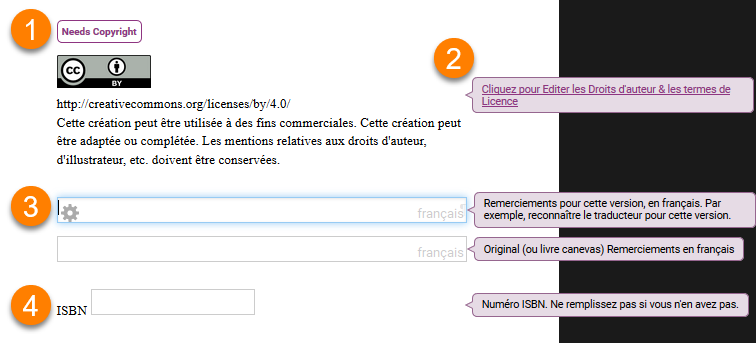 1
Needs Copyright
cc
BY
2
Cliquez pour Editer les Droits d'auteur & les termes de
Licence
http://creativecommons.org/licenses/by/4.0/
Cette création peut être utilisée à des fins commerciales. Cette création peut
être adaptée ou complétée. Les mentions relatives aux droits d'auteur,
d'illustrateur, etc. doivent être conservées.
3
français
Remerciements pour cette version, en français. Par
exemple, reconnaître le traducteur pour cette version.
français
Original (ou livre canevas) Remerciements en français
4
ISBN
Numéro ISBN. Ne remplissez pas si vous n'en avez pas.